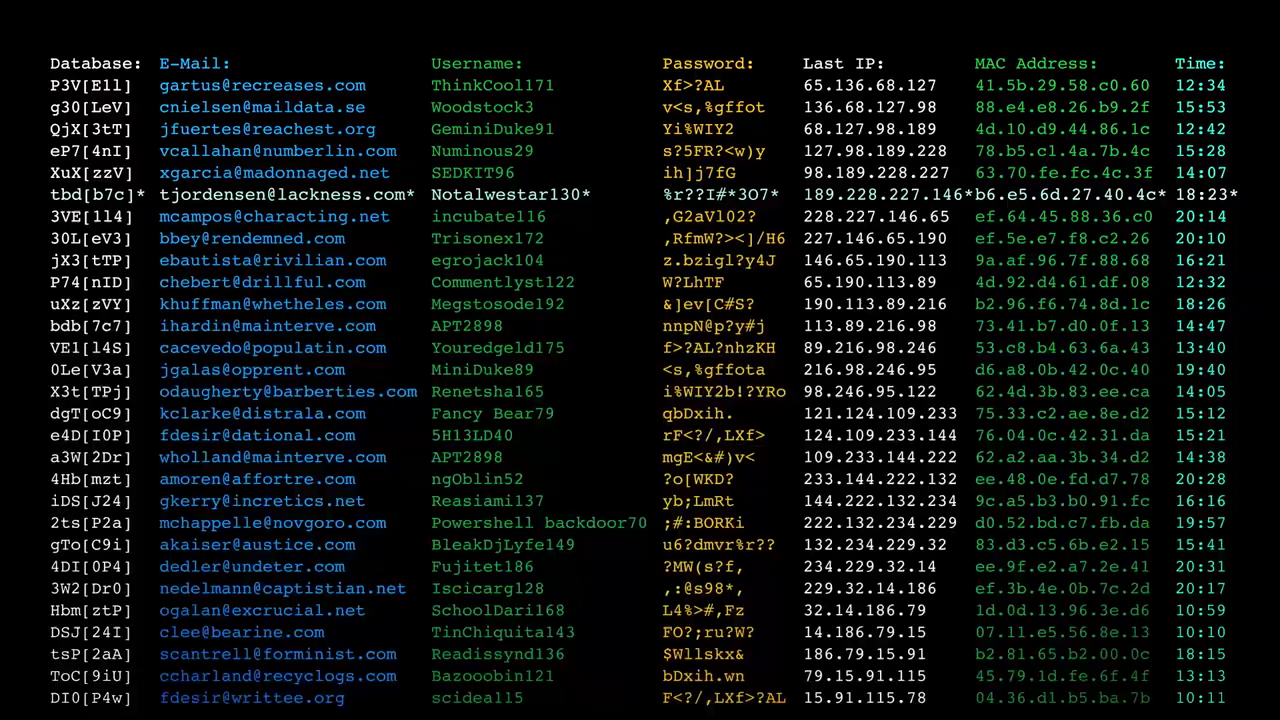 Database: E-Mail: Username: Password: Last IP: MAC Address: Time:
P3V[E1l] gartus@recreases.com ThinkCool171 Xf>?AL 65.136.68.127 41.5b.29.58.c0.60 12:34
g30[LeV] cnielsen@maildata.se Woodstock3 v<s,%gffot 136.68.127.98 88.e4.e8.26.b9.2f 15:53
QjX[3tT] jfuertes@reachest.org GeminiDuke91 Yi%WIY2 68.127.98.189 4d.10.d9.44.86.1c 12:42
eP7[4nI] vcallahan@numberlin.com Numinous29 s?5FR?<w)y 127.98.189.228 78.b5.c1.4a.7b.4c 15:28
XuX[zzV] xgarcia@madonnaged.net SEDKIT96 ih]j7fG 98.189.228.227 63.70.fe.fc.4c.3f 14:07
tbd[b7c]* tjordensen@lackness.com* Notalwestar130* %r??I#*3O7* 189.228.227.146* b6.e5.6d.27.40.4c* 18:23*
3VE[1l4] mcampos@characting.net incubate116 ,G2aVl02? 228.227.146.65 ef.64.45.88.36.c0 20:14
30L[eV3] bbey@rendemned.com Trisonex172 ,RfmW?><]/H6 227.146.65.190 ef.5e.e7.f8.c2.26 20:10
jX3[tTP] ebautista@rivilian.com egrojack104 z.bzigl?y4J 146.65.190.113 9a.af.96.7f.88.68 16:21
P74[nID] chebert@drillful.com Commentlyst122 W?LhTF 65.190.113.89 4d.92.d4.61.df.08 12:32
uXz[zVY] khuffman@whetheles.com Megstosode192 &]ev[C#S? 190.113.89.216 b2.96.f6.74.8d.1c 18:26
bdb[7c7] ihardin@mainterve.com APT2898 nnpN@p?y#j 113.89.216.98 73.41.b7.d0.0f.13 14:47
VE1[l4S] cacevedo@populatin.com Youredgeld175 f>?AL?nhzKH 89.216.98.246 53.c8.b4.63.6a.43 13:40
0Le[V3a] jgalas@opprent.com MiniDuke89 <s,%gffota 216.98.246.95 d6.a8.0b.42.0c.40 19:40
X3t[TPj] odaugherty@barberties.com Renetsha165 i%WIY2b!?YRo 98.246.95.122 62.4d.3b.83.ee.ca 14:05
dgT[oC9] kclarke@distrala.com Fancy Bear79 qbDxih. 121.124.109.233 75.33.c2.ae.8e.d2 15:12
e4D[I0P] fdesir@dational.com 5H13LD40 rF<?/,LXf> 124.109.233.144 76.04.0c.42.31.da 15:21
a3W[2Dr] wholland@mainterve.com APT2898 mgE<&#)v< 109.233.144.222 62.a2.aa.3b.34.d2 14:38
4Hb[mzt] amoren@affortre.com ngOblin52 ?o[WKD? 233.144.222.132 ee.48.0e.fd.d7.78 20:28
iDS[J24] gkerry@incretics.net Reasiami137 yb;LmRt 144.222.132.234 9c.a5.b3.b0.91.fc 16:16
2ts[P2a] mchappelle@novgoro.com Powershell backdoor70 ;#:BORKi 222.132.234.229 d0.52.bd.c7.fb.da 19:57
gTo[C9i] akaiser@austice.com BleakDjLyfe149 u6?dmvr%r?? 132.234.229.32 83.d3.c5.6b.e2.15 15:41
4DI[0P4] dedler@undeter.com Fujitet186 ?MW(s?f, 234.229.32.14 ee.9f.e2.a7.2e.41 20:31
3W2[Dr0] nedelmann@captistian.net Iscicarg128 ,:@s98*, 229.32.14.186 ef.3b.4e.0b.7c.2d 20:17
Hbm[ztP] ogalan@excrucial.net SchoolDari168 L4%>#,Fz 32.14.186.79 1d.0d.13.96.3e.d6 10:59
DSJ[24I] clee@bearine.com TinChiquita143 FO?;ru?W? 14.186.79.15 07.11.e5.56.8e.13 10:10
tsP[2aA] scantrell@forminist.com Readissynd136 $Wllskx& 186.79.15.91 b2.81.65.b2.00.0c 18:15
ToC[9iU] ccharland@recyclogs.com Bazooobin121 bDxih.wn 79.15.91.115 45.79.1d.fe.6f.4f 13:13
DI0[P4w] fdesir@writtee.org scidea115 F<?/,LXf>?AL 15.91.115.78 04.36.d1.b5.ba.7b 10:11